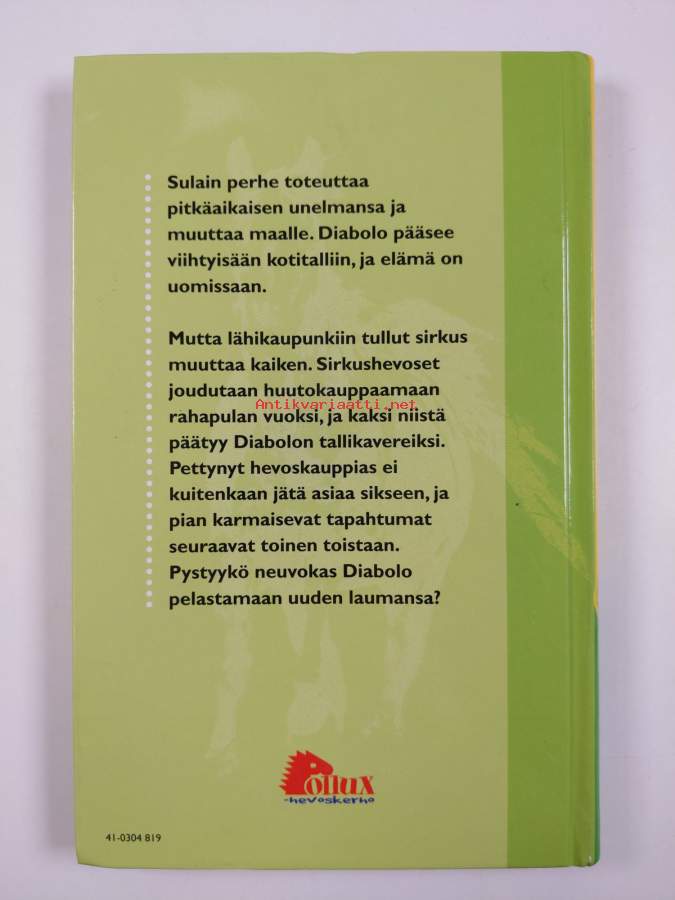 Sulain perhe toteuttaa
pitkäaikaisen unelmansa ja
muuttaa maalle. Diabolo pääsee
viihtyisään kotitalliin, ja elämä on
uomissaan.
Mutta lähikaupunkiin tullut sirkus
muuttaa kaiken. Sirkushevoset
joudutaan huutokauppaamaan
Antikvariaatti.net
rahapulan vuoksi, ja kaksi niistä
päätyy Diabolon tallikavereiksi.
Pettynyt hevoskauppias ei
kuitenkaan jätä asiaa sikseen, ja
pian karmaisevat tapahtumat
seuraavat toinen toistaan.
Pystyykö neuvokas Diabolo
pelastamaan uuden laumansa?
Pollux
-hevoskerho
41-0304 819